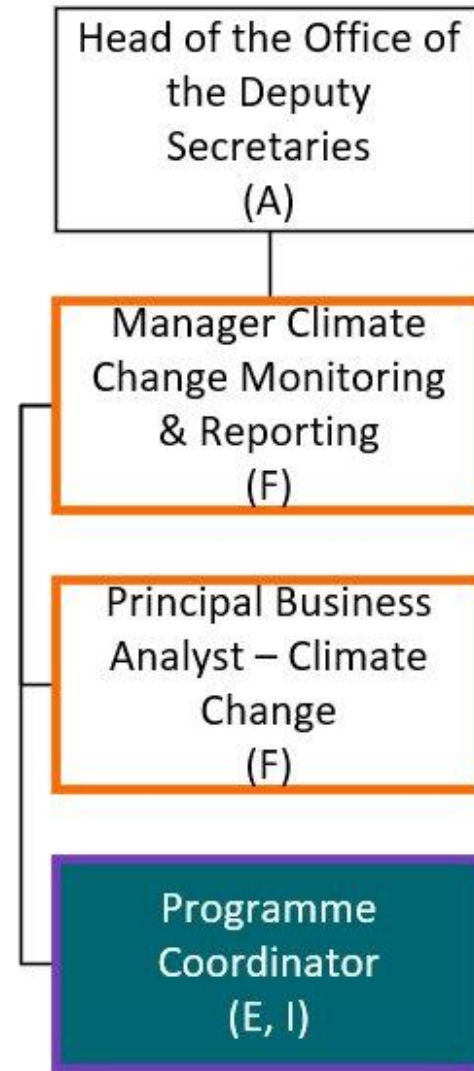 Head of the Office of
the Deputy
Secretaries
(A)
Manager Climate
Change Monitoring
& Reporting
(F)
Principal Business
Analyst – Climate
Change
(F)
Programme
Coordinator
(E, I)